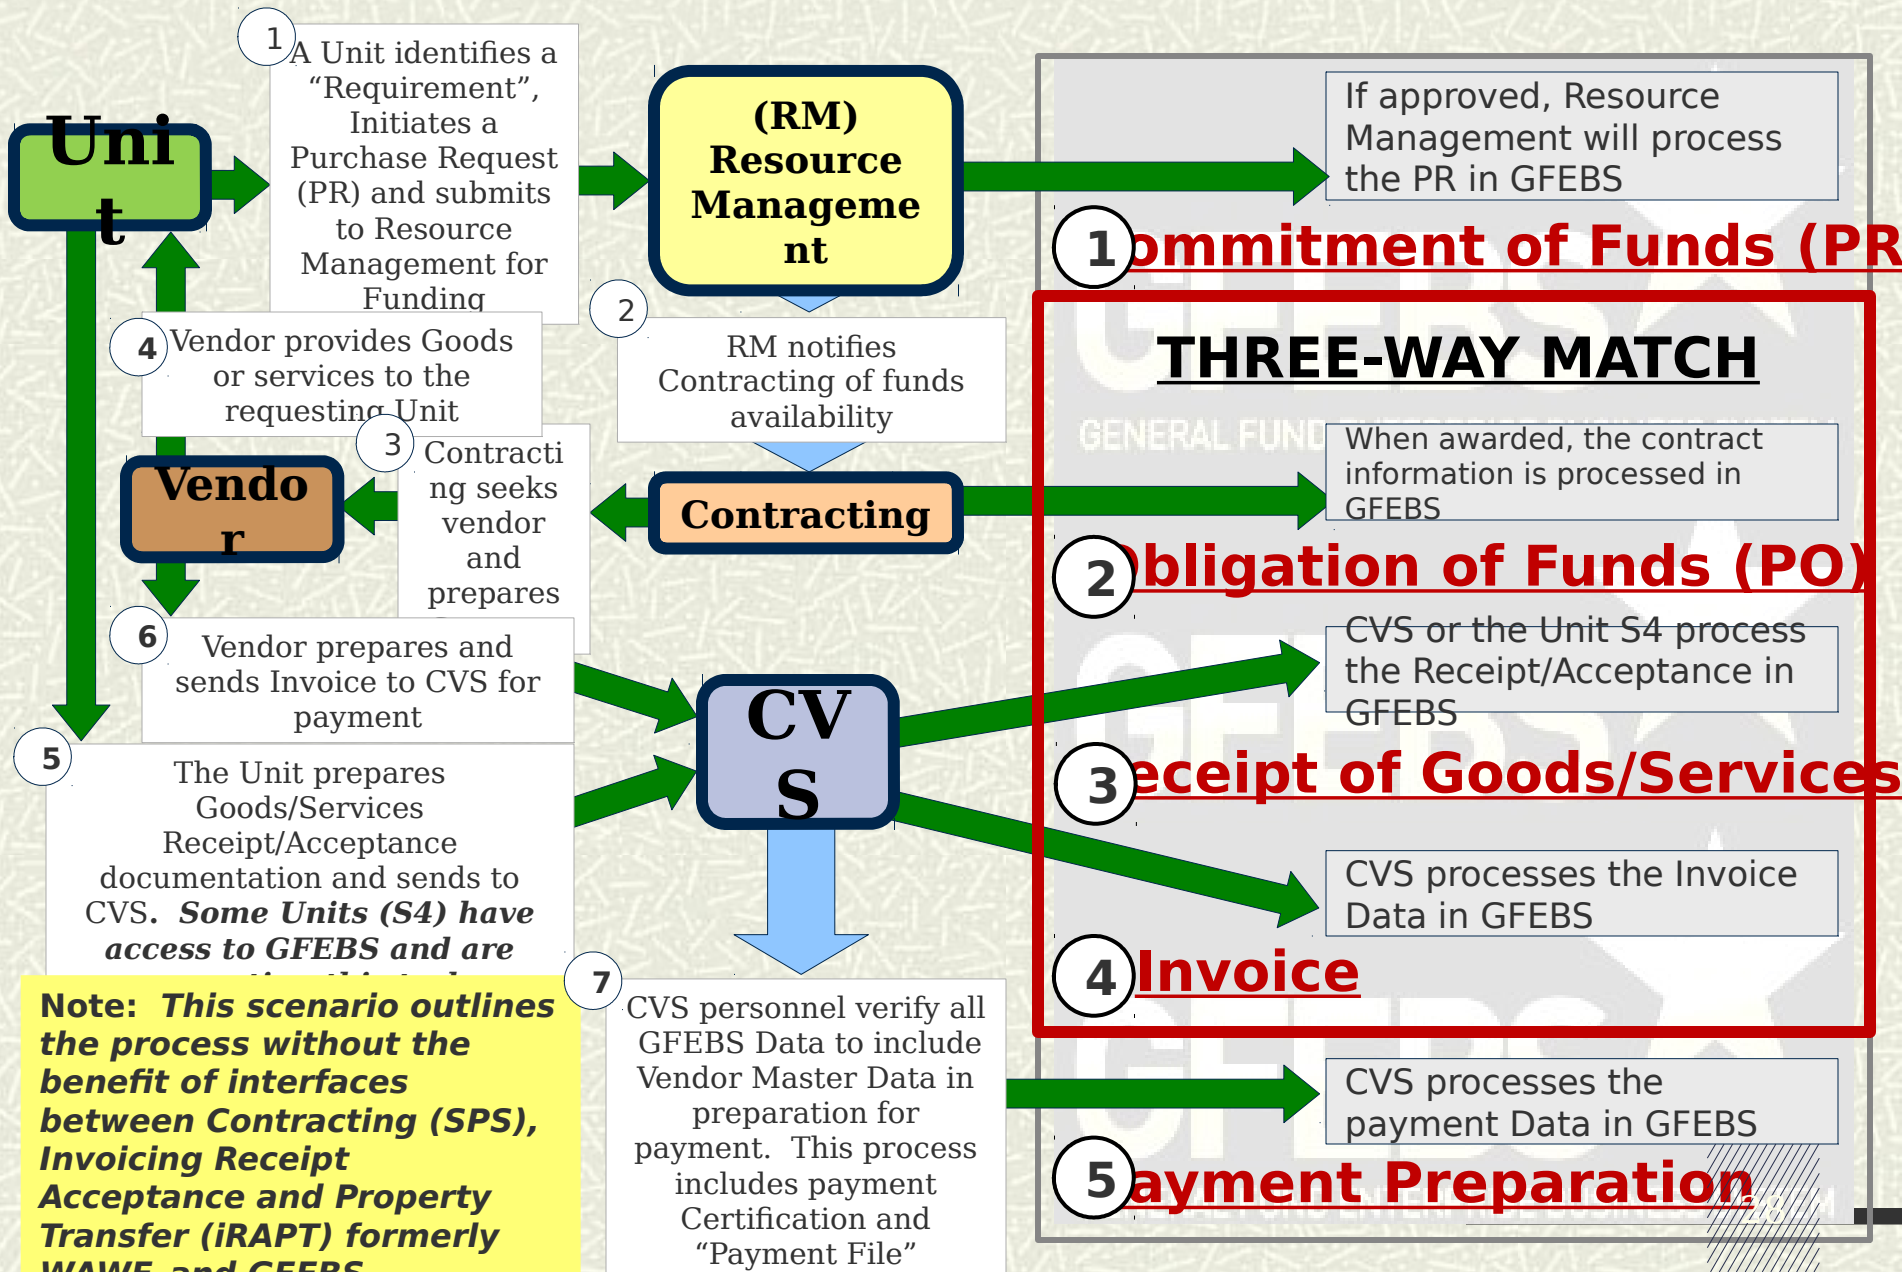 1
A Unit identifies a
“Requirement”,
Initiates a
Purchase Request
(PR) and submits
to Resource
Management for
Funding
Uni
t
(RM)
Resource
Manageme
nt
If approved, Resource
Management will process
the PR in GFEBS
1
ommitment of Funds (PR
2
RM notifies
Contracting of funds
availability
4
Vendor provides Goods
or services to the
requesting Unit
THREE-WAY MATCH
GENERAL FUND
3
Contracti
ng seeks
vendor
and
prepares
Vendo
r
Contracting
When awarded, the contract
information is processed in
GFEBS
2
bligation of Funds (PO)
6
Vendor prepares and
sends Invoice to CVS for
payment
CV
S
CVS or the Unit S4 process
the Receipt/Acceptance in
GFEBS
3
eceipt of Goods/Services
5
The Unit prepares
Goods/Services
Receipt/Acceptance
documentation and sends to
CVS. Some Units (S4) have
access to GFEBS and are
CVS processes the Invoice
Data in GFEBS
4
Invoice
Note: This scenario outlines
the process without the
benefit of interfaces
between Contracting (SPS),
Invoicing Receipt
Acceptance and Property
Transfer (iRAPT) formerly
WAWF, and GFEBS
7
CVS personnel verify all
GFEBS Data to include
Vendor Master Data in
preparation for
payment. This process
includes payment
Certification and
“Payment File”
CVS processes the
payment Data in GFEBS
5
ayment Preparation
28